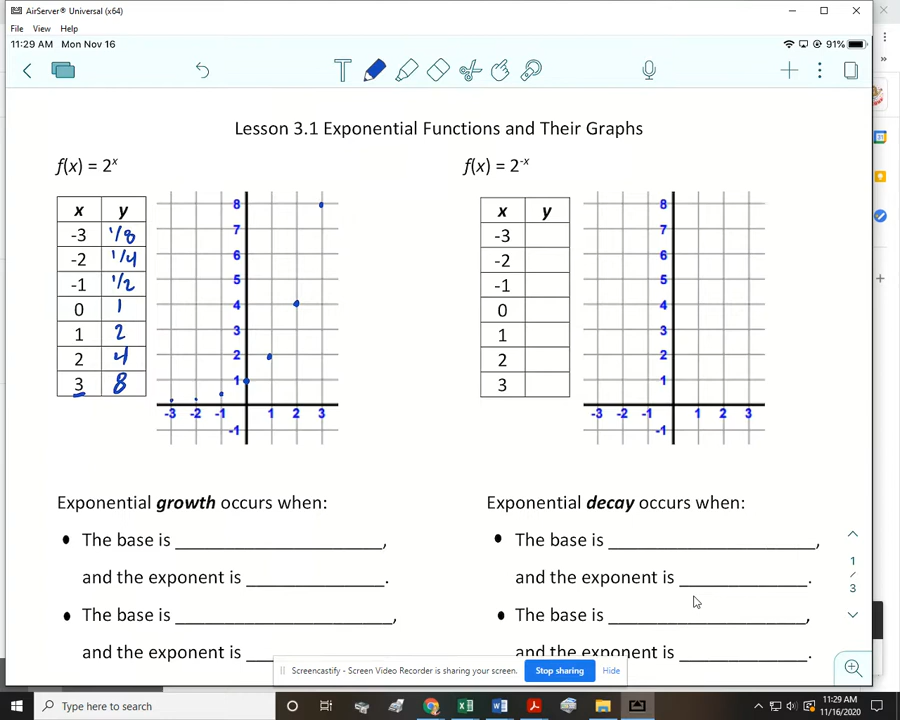 AirServer® Universal (x64)
File View Help
11:29 AM Mon Nov 16
91%
T
Lesson 3.1 Exponential Functions and Their Graphs
f(x) = 2ˣ
x y
-3 1/8
-2 1/4
-1 1/2
0 1
1 2
2 4
3 8
8
7
6
5
4
3
2
1
-3 -2 -1 1 2 3
-1
f(x) = 2⁻ˣ
x y
-3
-2
-1
0
1
2
3
8
7
6
5
4
3
2
1
-3 -2 -1 1 2 3
-1
Exponential growth occurs when:
• The base is ____________________,
and the exponent is _____________.
• The base is _____________________,
and the exponent is ___
Exponential decay occurs when:
• The base is ____________________,
and the exponent is ____________.
• The base is ___________________,
and the exponent is ____________.
1
/
3
Screencastify - Screen Video Recorder is sharing your screen. Stop sharing Hide
Type here to search
11:29 AM
11/16/2020